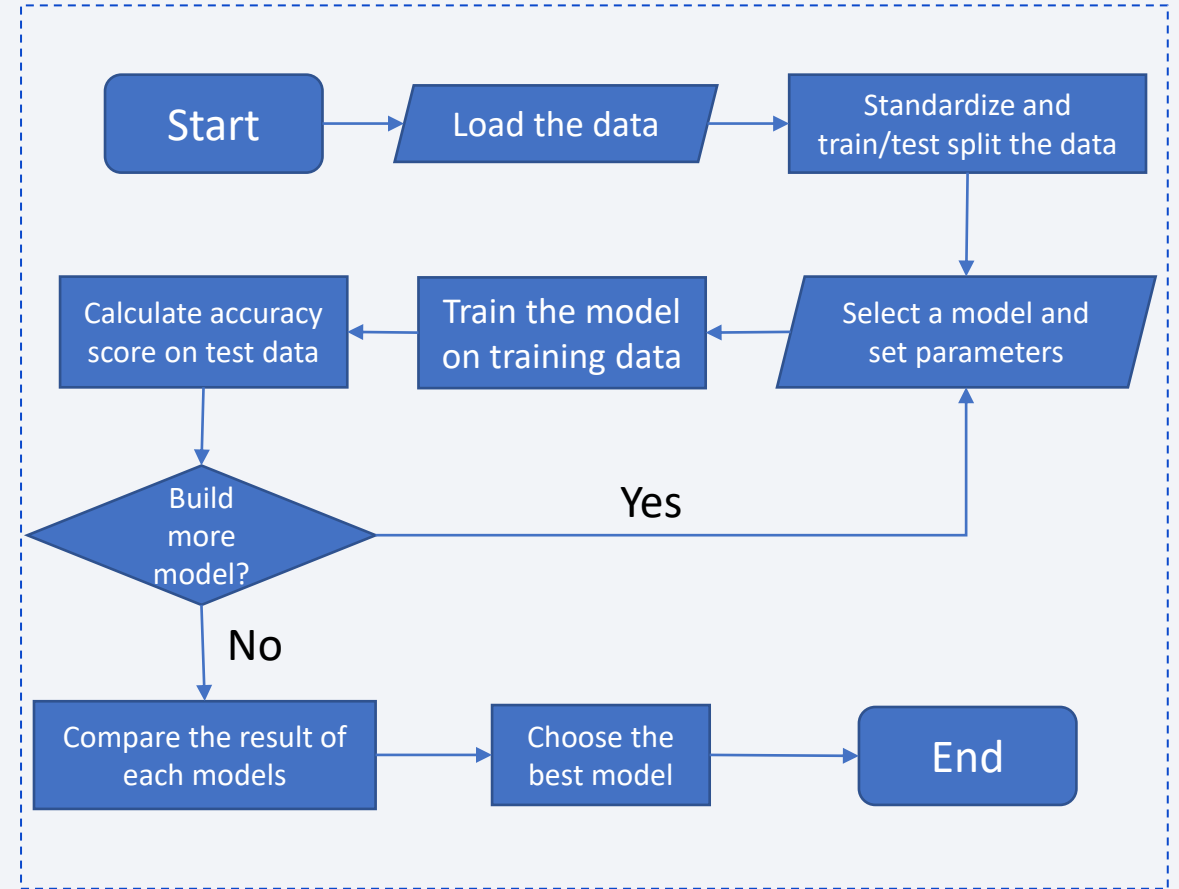 Start
Load the data
Standardize and
train/test split the data
Select a model and
set parameters
Train the model
on training data
Calculate accuracy
score on test data
Build
more
model?
Yes
No
Compare the result of
each models
Choose the
best model
End